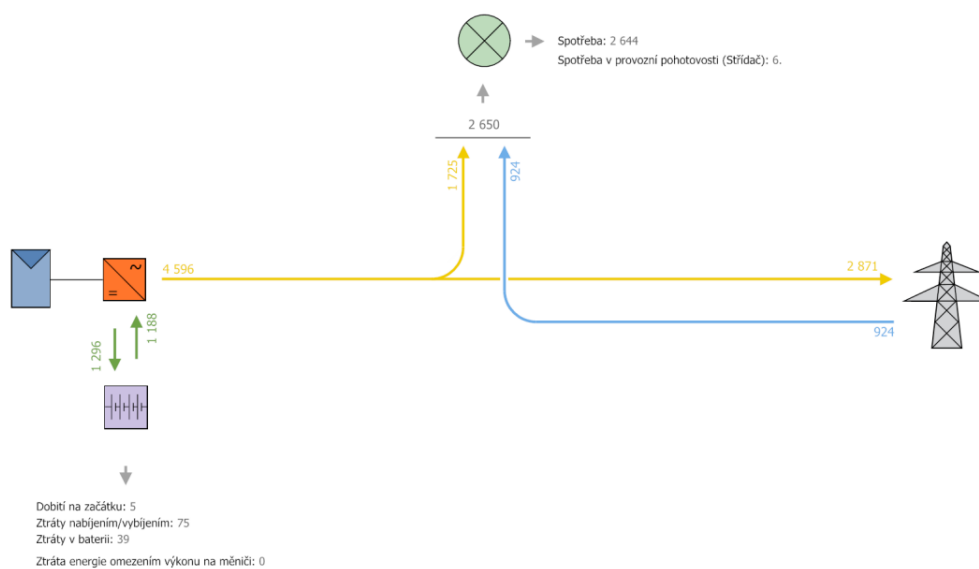 Spotřeba: 2 644
Spotřeba v provozní pohotovosti (Střídač): 6.
2 650
1 725
924
4 596
2 871
924
1 296
1 188
Dobití na začátku: 5
Ztráty nabíjením/vybíjením: 75
Ztráty v baterii: 39
Ztráta energie omezením výkonu na měniči: 0